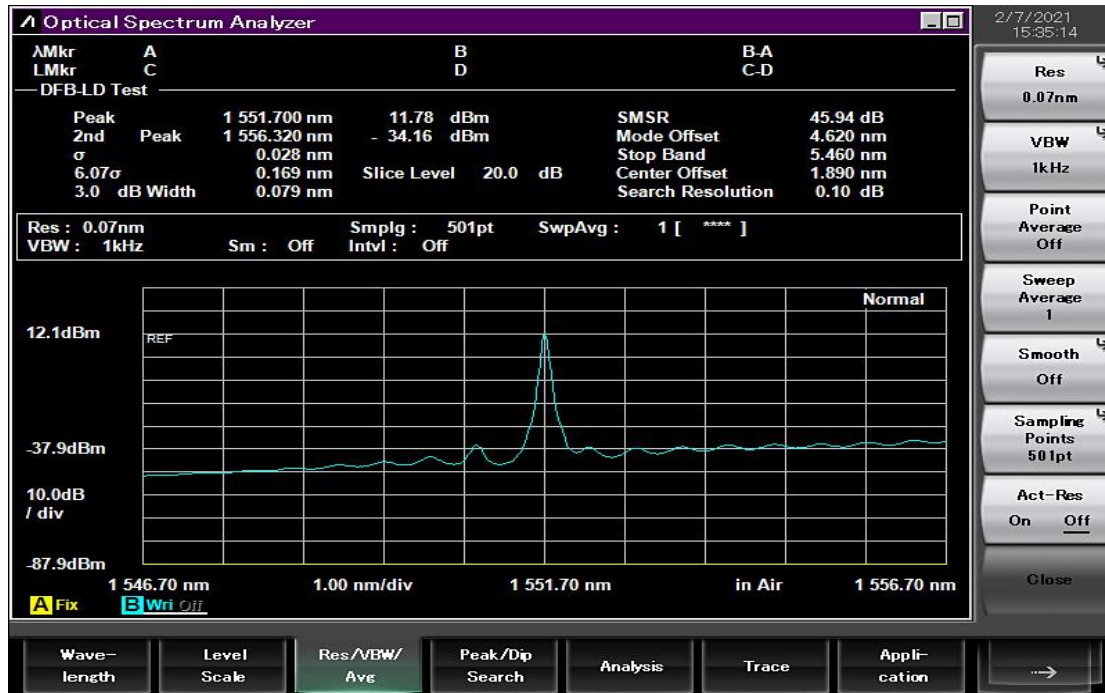 Optical Spectrum Analyzer
2/7/2021
15:35:14
λMkr A B B-A
LMkr C D C-D
DFB-LD Test
Peak 1 551.700 nm 11.78 dBm SMSR 45.94 dB
2nd Peak 1 556.320 nm - 34.16 dBm Mode Offset 4.620 nm
σ 0.028 nm Stop Band 5.460 nm
6.07σ 0.169 nm Slice Level 20.0 dB Center Offset 1.890 nm
3.0 dB Width 0.079 nm Search Resolution 0.10 dB
Res : 0.07nm Smplg : 501pt SwpAvg : 1 [ **** ]
VBW : 1kHz Sm : Off Intvl : Off
Normal
12.1dBm
REF
-37.9dBm
10.0dB
/ div
-87.9dBm
1 546.70 nm 1.00 nm/div 1 551.70 nm in Air 1 556.70 nm
A Fix B Wri Off
Res
0.07nm
VBW
1kHz
Point
Average
Off
Sweep
Average
1
Smooth
Off
Sampling
Points
501pt
Act-Res
On Off
Close
Wave-
length
Level
Scale
Res/VBW/
Avg
Peak/Dip
Search
Analysis
Trace
Appli-
cation